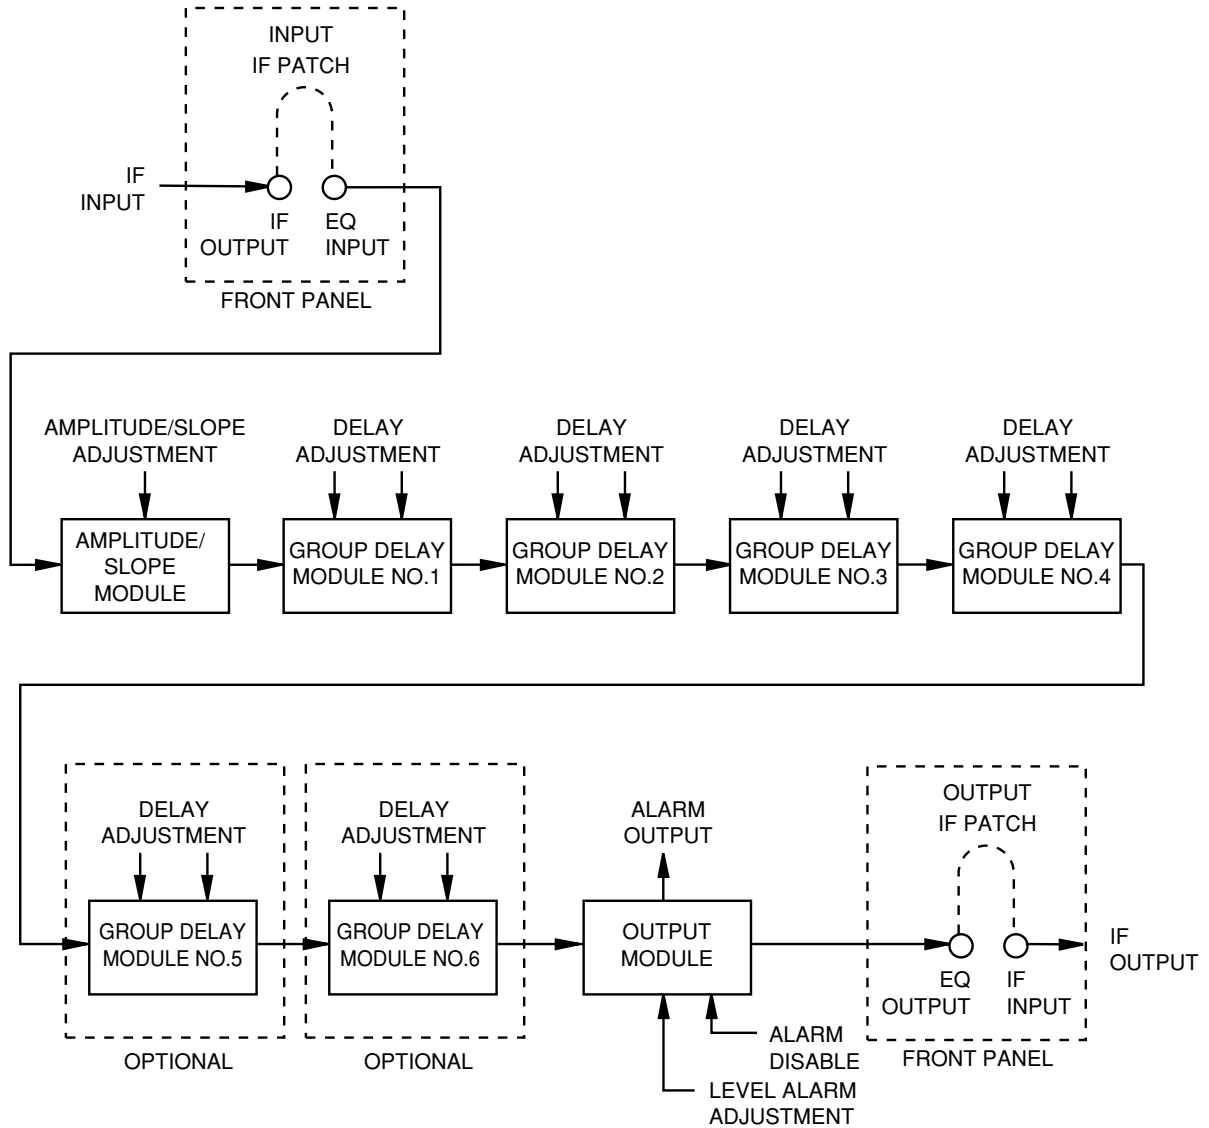 INPUT
IF PATCH
IF
INPUT
IF
OUTPUT
EQ
INPUT
FRONT PANEL
AMPLITUDE/SLOPE
ADJUSTMENT
DELAY
ADJUSTMENT
DELAY
ADJUSTMENT
DELAY
ADJUSTMENT
DELAY
ADJUSTMENT
AMPLITUDE/
SLOPE
MODULE
GROUP DELAY
MODULE NO.1
GROUP DELAY
MODULE NO.2
GROUP DELAY
MODULE NO.3
GROUP DELAY
MODULE NO.4
DELAY
ADJUSTMENT
GROUP DELAY
MODULE NO.5
OPTIONAL
DELAY
ADJUSTMENT
GROUP DELAY
MODULE NO.6
OPTIONAL
ALARM
OUTPUT
OUTPUT
MODULE
ALARM
DISABLE
LEVEL ALARM
ADJUSTMENT
OUTPUT
IF PATCH
EQ
OUTPUT
IF
INPUT
FRONT PANEL
IF
OUTPUT